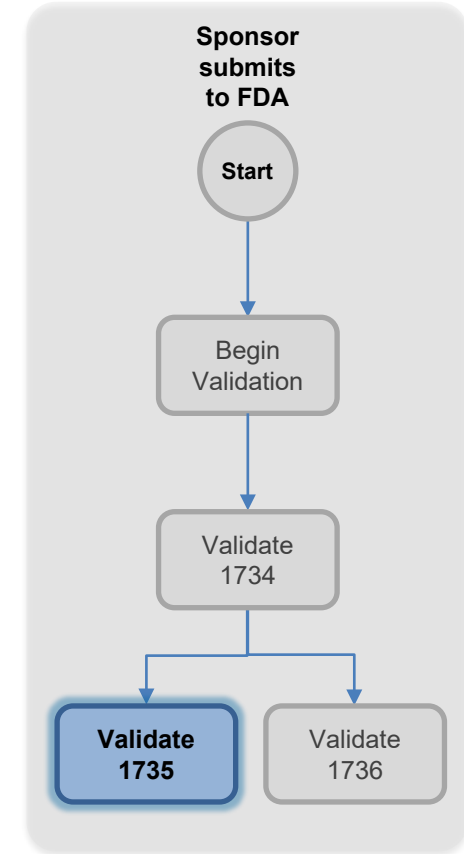 Sponsor
submits
to FDA
Start
Begin
Validation
Validate
1734
Validate
1735
Validate
1736